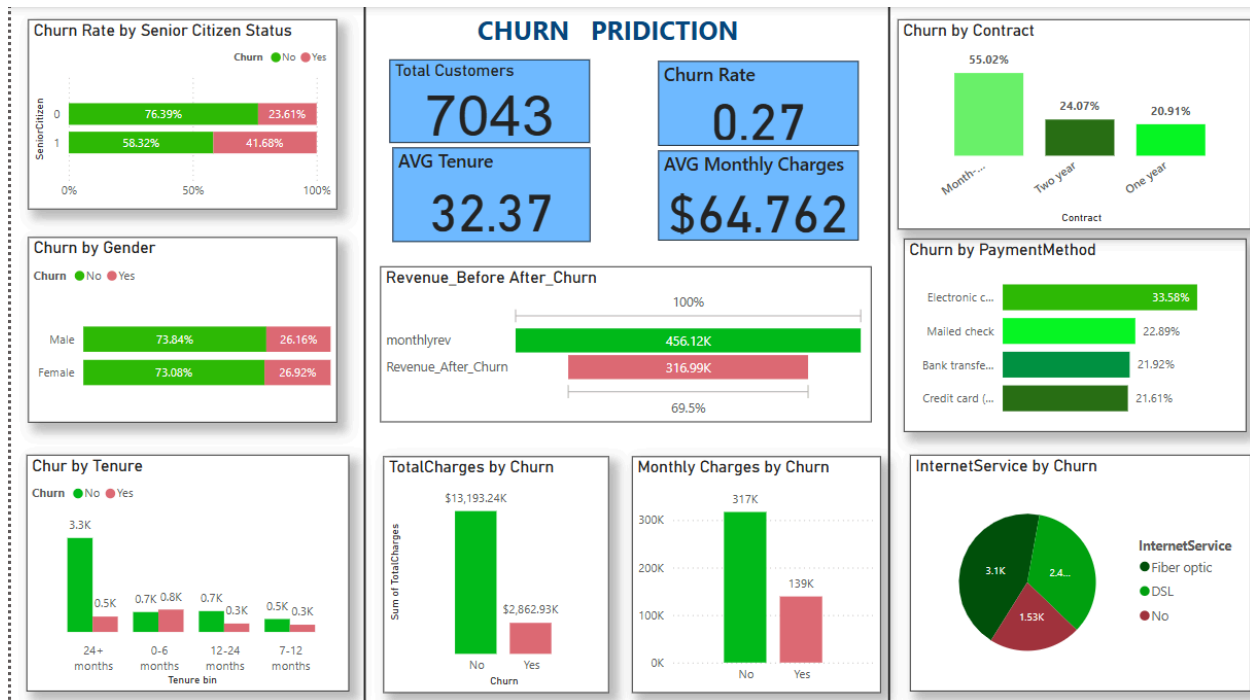 Churn Rate by Senior Citizen Status
Churn No Yes
SeniorCitizen
0 76.39% 23.61%
1 58.32% 41.68%
0% 50% 100%
Churn by Gender
Churn No Yes
Male 73.84% 26.16%
Female 73.08% 26.92%
Chur by Tenure
Churn No Yes
3.3K 0.5K 0.7K 0.8K 0.7K 0.3K 0.5K 0.3K
24+ months 0-6 months 12-24 months 7-12 months
Tenure bin
CHURN PRIDICTION
Total Customers
7043
Churn Rate
0.27
AVG Tenure
32.37
AVG Monthly Charges
$64.762
Revenue_Before After_Churn
100%
monthlyrev 456.12K
Revenue_After_Churn 316.99K
69.5%
TotalCharges by Churn
Sum of TotalCharges
$13,193.24K
$2,862.93K
No Yes
Churn
Monthly Charges by Churn
317K
300K
200K
139K
100K
0K
No Yes
Churn by Contract
55.02%
24.07%
20.91%
Month-... Two year One year
Contract
Churn by PaymentMethod
Electronic c... 33.58%
Mailed check 22.89%
Bank transfe... 21.92%
Credit card (... 21.61%
InternetService by Churn
3.1K 2.4...
1.53K
InternetService
Fiber optic
DSL
No